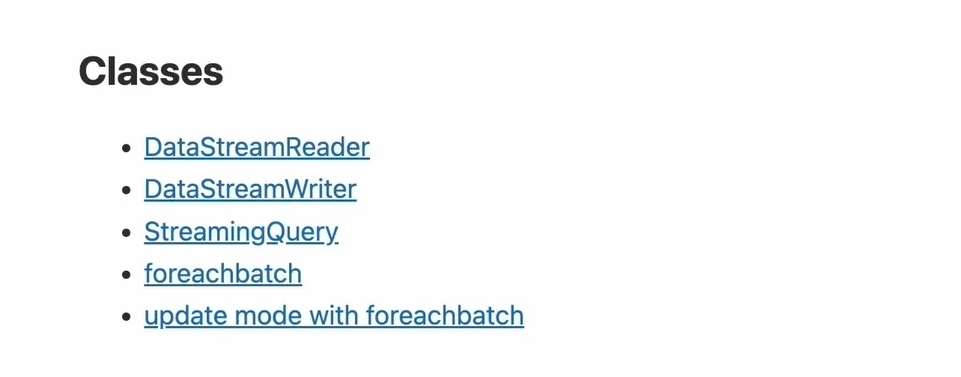 Classes
• DataStreamReader
• DataStreamWriter
• StreamingQuery
• foreachbatch
• update mode with foreachbatch